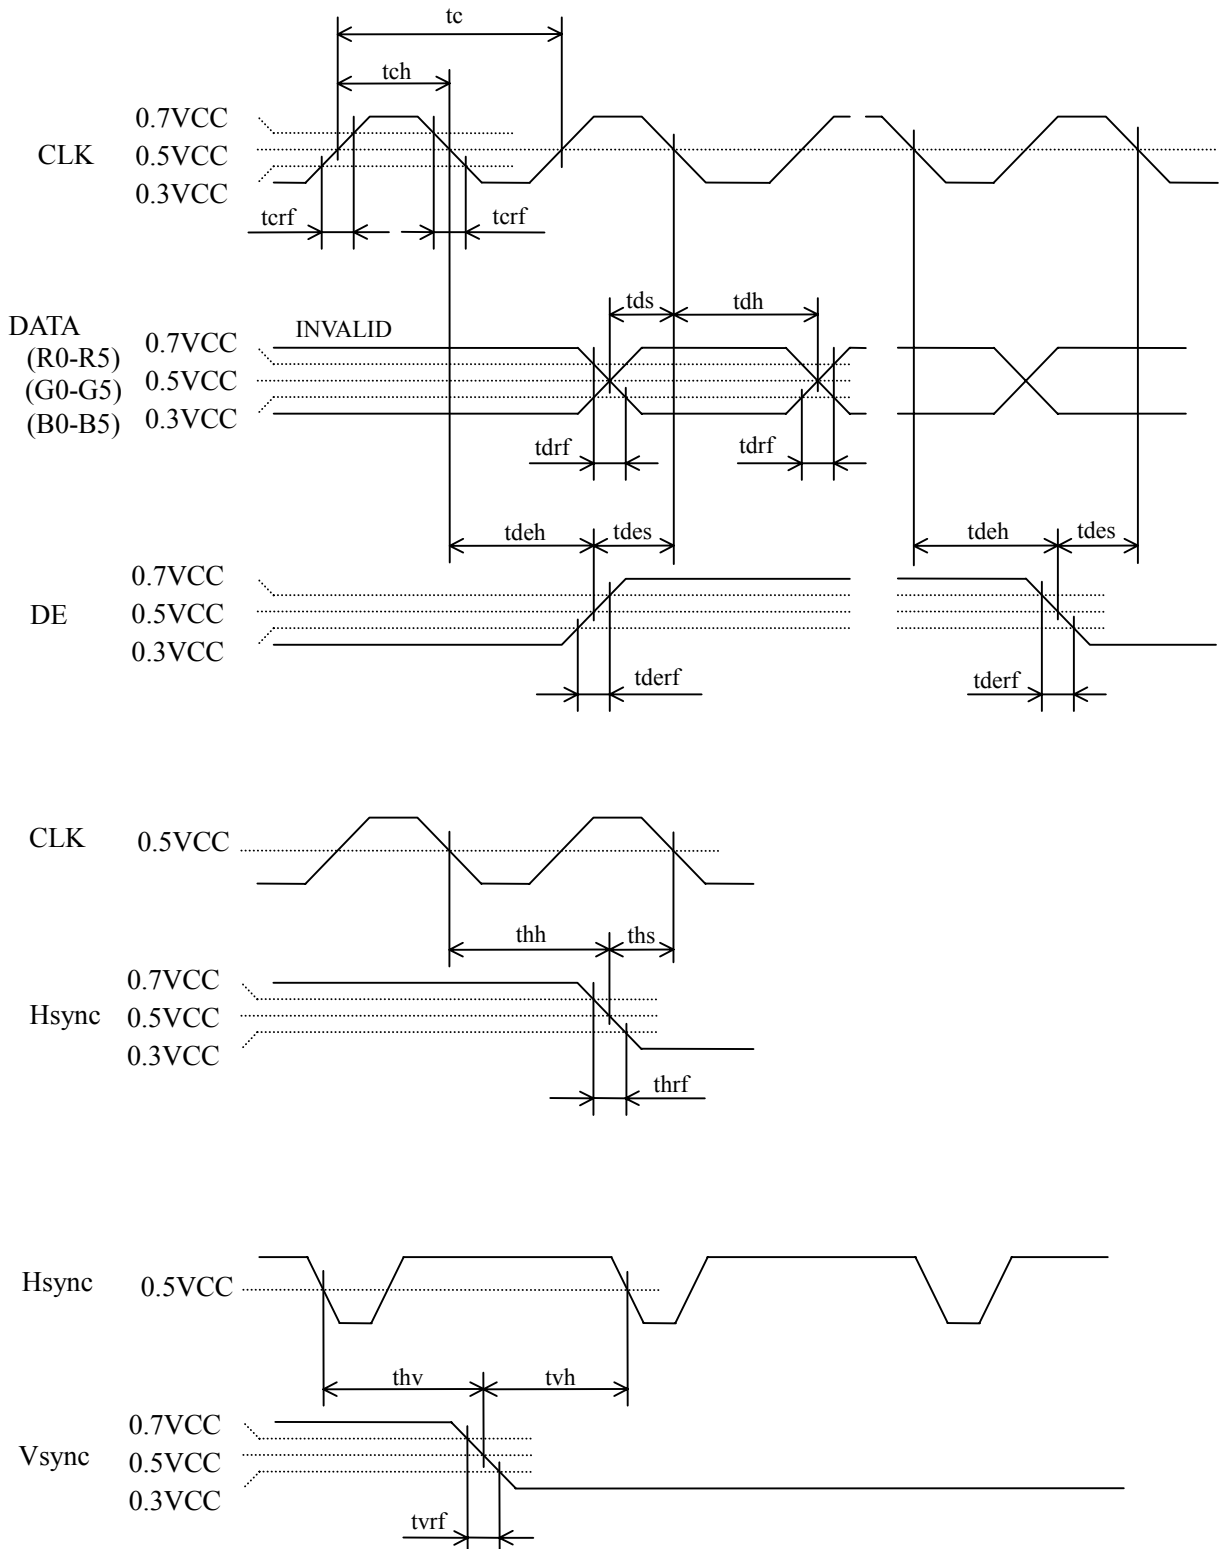 tc
tch
0.7VCC
CLK 0.5VCC
0.3VCC
tcrf tcrf
tds tdh
DATA
INVALID
(R0-R5) 0.7VCC
(G0-G5) 0.5VCC
(B0-B5) 0.3VCC
tdrf tdrf
tdeh tdes tdeh tdes
0.7VCC
DE 0.5VCC
0.3VCC
tderf tderf
CLK 0.5VCC
thh ths
0.7VCC
Hsync 0.5VCC
0.3VCC
thrf
Hsync 0.5VCC
thv tvh
0.7VCC
Vsync 0.5VCC
0.3VCC
tvrf